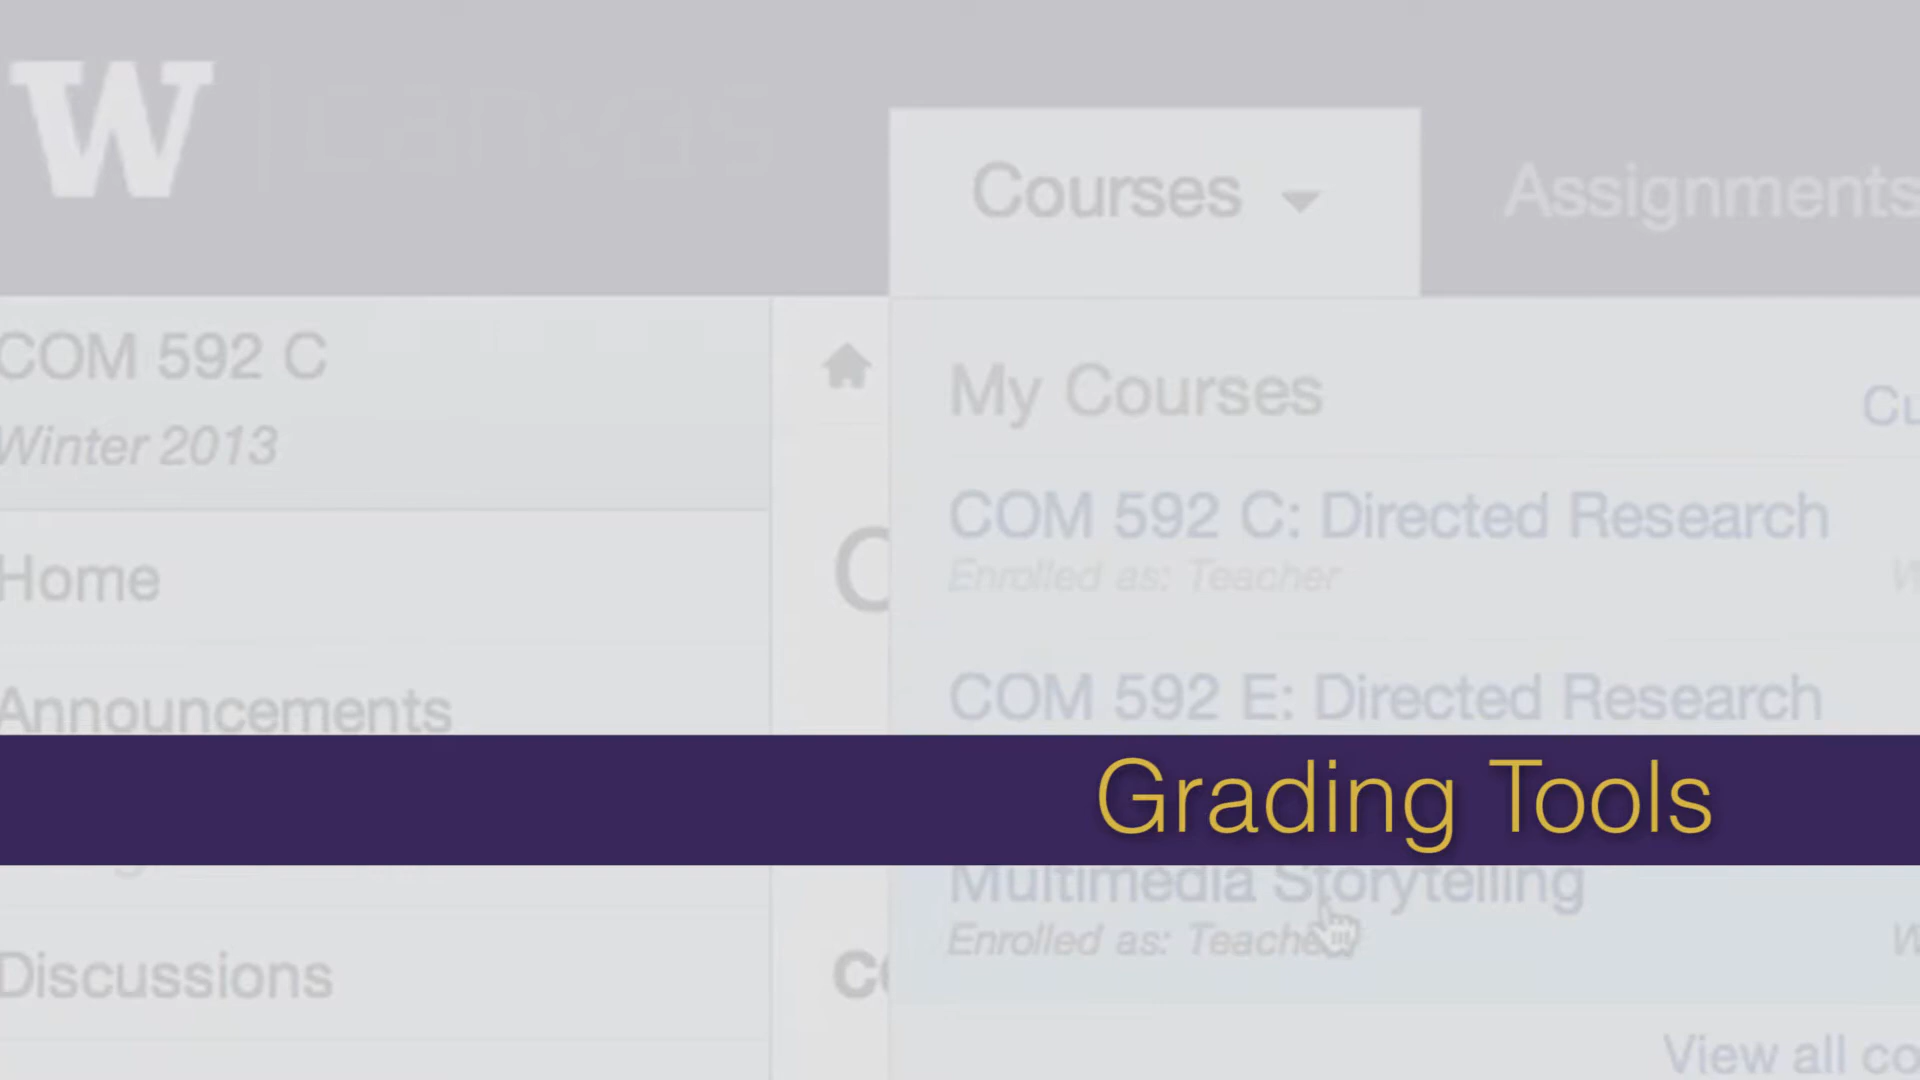 W | canvas
Courses
Assignments
COM 592 C
Winter 2013
My Courses
COM 592 C: Directed Research
Enrolled as: Teacher
Home
COM 592 E: Directed Research
Announcements
Grading Tools
Multimedia Storytelling
Enrolled as: Teacher
Discussions
View all